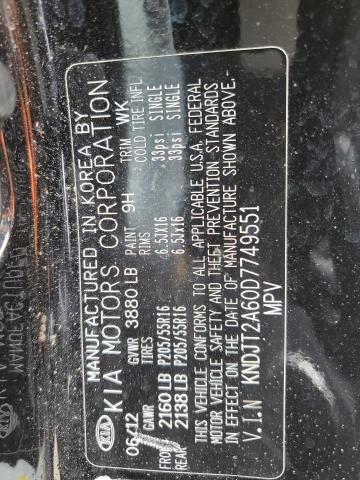 MANUFACTURED IN KOREA BY
KIA KIA MOTORS CORPORATION
06/12 GVWR 3880 LB PAINT 9H TRIM WK
GAWR TIRES RIMS COLD TIRE INFL
FRONT 2160 LB P205/55R16 6.5JX16 33psi SINGLE
REAR 2138 LB P205/55R16 6.5JX16 33psi SINGLE
THIS VEHICLE CONFORMS TO ALL APPLICABLE U.S.A. FEDERAL
MOTOR VEHICLE SAFETY AND THEFT PREVENTION STANDARDS
IN EFFECT ON THE DATE OF MANUFACTURE SHOWN ABOVE.
V.I.N KNDJT2A60D7749551
MPV